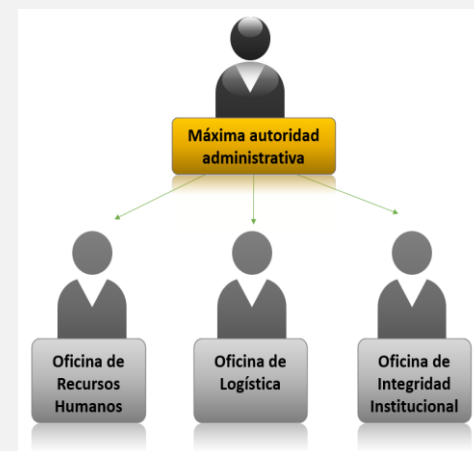 Máxima autoridad
administrativa
Oficina de
Recursos
Humanos
Oficina de
Logística
Oficina de
Integridad
Institucional